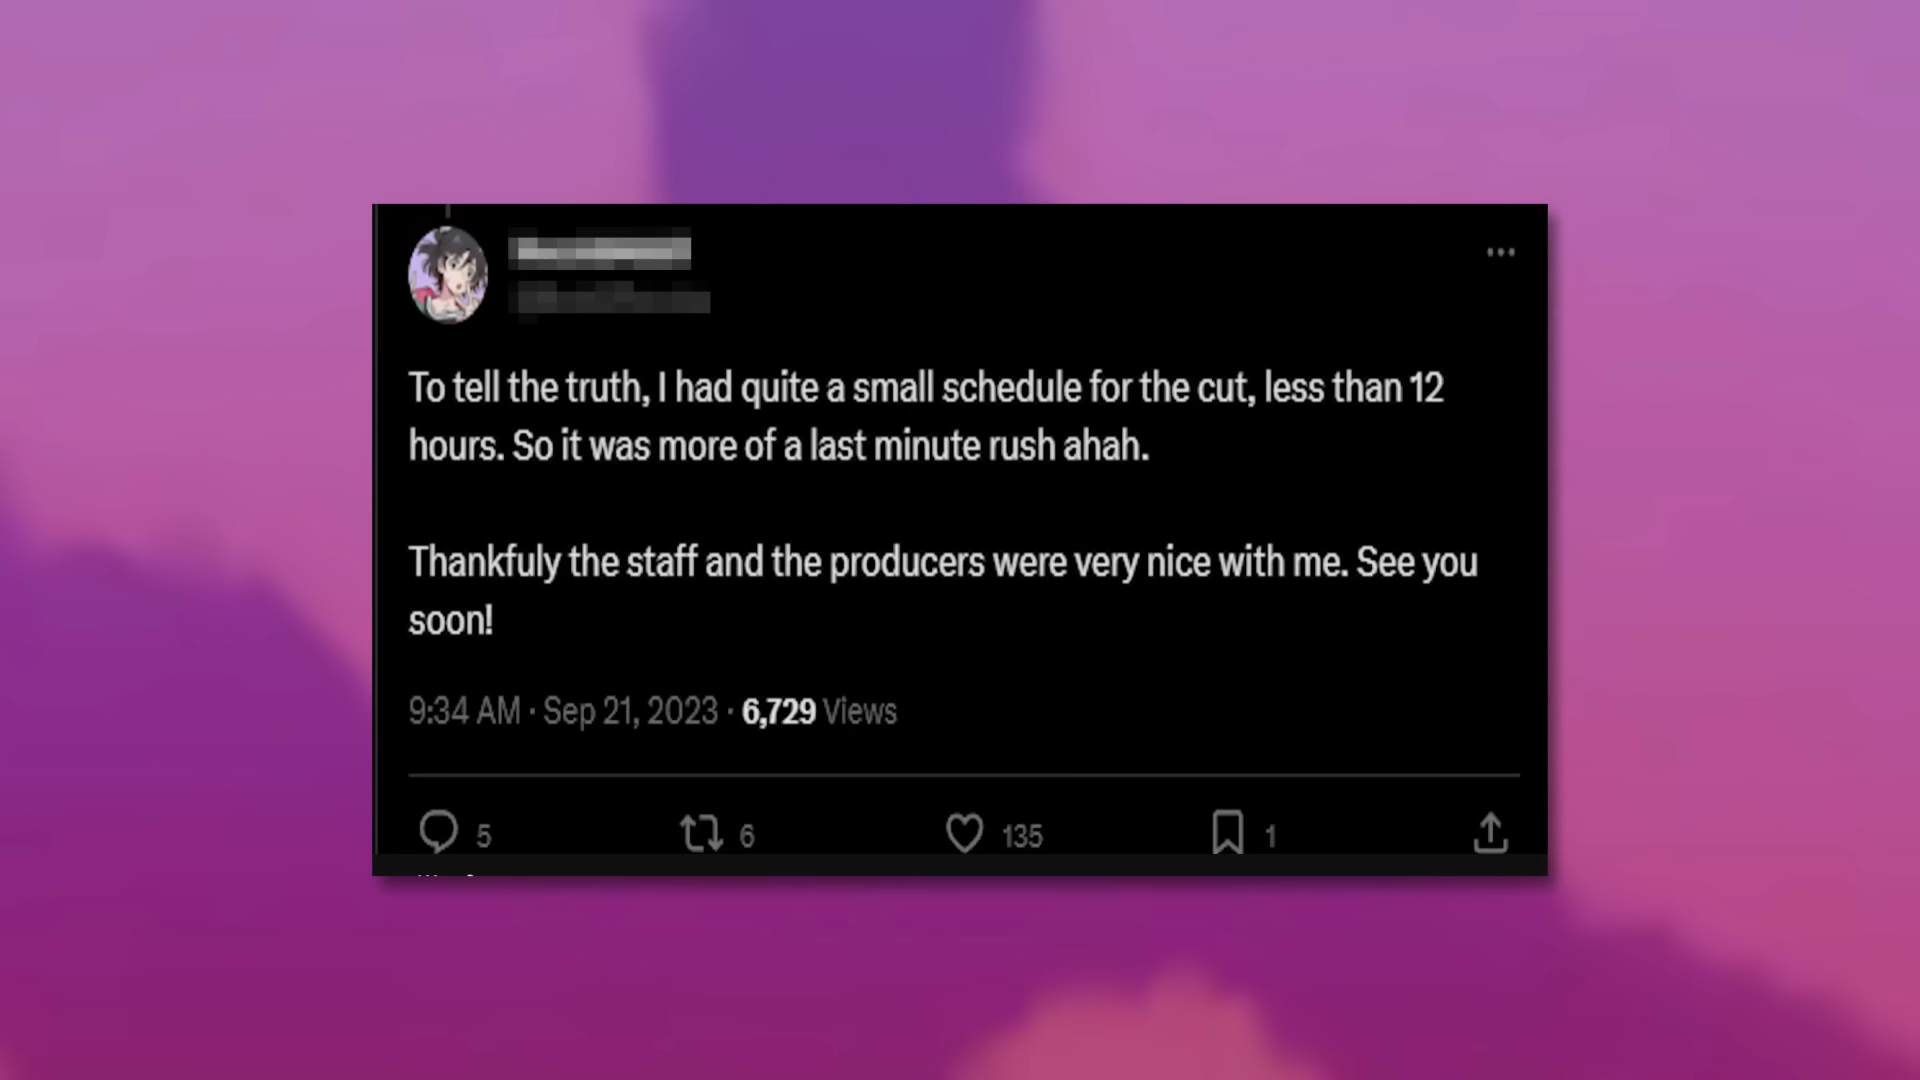 To tell the truth, I had quite a small schedule for the cut, less than 12
hours. So it was more of a last minute rush ahah.
Thankfuly the staff and the producers were very nice with me. See you
soon!
9:34 AM · Sep 21, 2023 · 6,729 Views
5 6 135 1